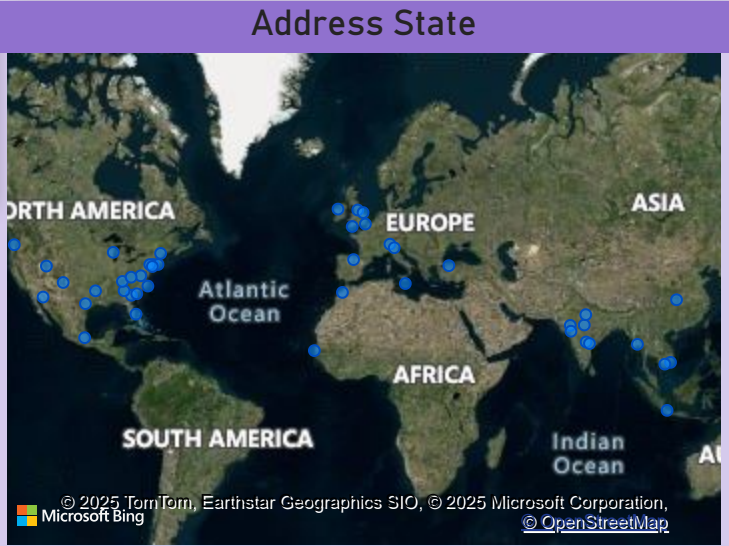 Address State
ORTH AMERICA
ASIA
EUROPE
Atlantic
Ocean
AFRICA
SOUTH AMERICA
Indian
Ocean
AU
© 2025 TomTom, Earthstar Geographics SIO, © 2025 Microsoft Corporation,
Microsoft Bing
© OpenStreetMap